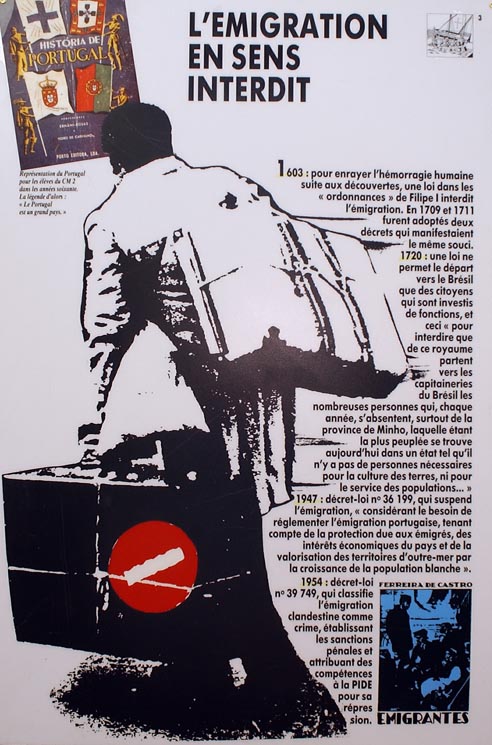 L'EMIGRATION
EN SENS
INTERDIT
3
HISTÓRIA DE
PORTUGAL
PORTO EDITORA, LDA.
Représentation du Portugal
pour les élèves du CM 2
dans les années soixante.
La légende d'alors :
« Le Portugal
est un grand pays. »
1603 : pour enrayer l'hémorragie humaine
suite aux découvertes, une loi dans les
« ordonnances » de Filipe I interdit
l'émigration. En 1709 et 1711
furent adoptés deux
décrets qui manifestaient
le même souci.
1720 : une loi ne
permet le départ
vers le Brésil
que des citoyens
qui sont investis
de fonctions, et
ceci « pour
interdire que
de ce royaume
partent
vers les
capitaineries
du Brésil les
nombreuses personnes qui, chaque
année, s'absentent, surtout de la
province de Minho, laquelle étant
la plus peuplée se trouve
aujourd'hui dans un état tel qu'il
n'y a pas de personnes nécessaires
pour la culture des terres, ni pour
le service des populations... »
1947 : décret-loi nº 36 199, qui suspend
l'émigration, « considérant le besoin de
réglementer l'émigration portugaise, tenant
compte de la protection due aux émigrés, des
intérêts économiques du pays et de la
valorisation des territoires d'outre-mer par
la croissance de la population blanche ».
1954 : décret-loi
nº 39 749, qui classifie
l'émigration
clandestine comme
crime, établissant
les sanctions
pénales et
attribuant des
compétences
à la PIDE
pour sa
répres
sion.
FERREIRA DE CASTRO
EMIGRANTES